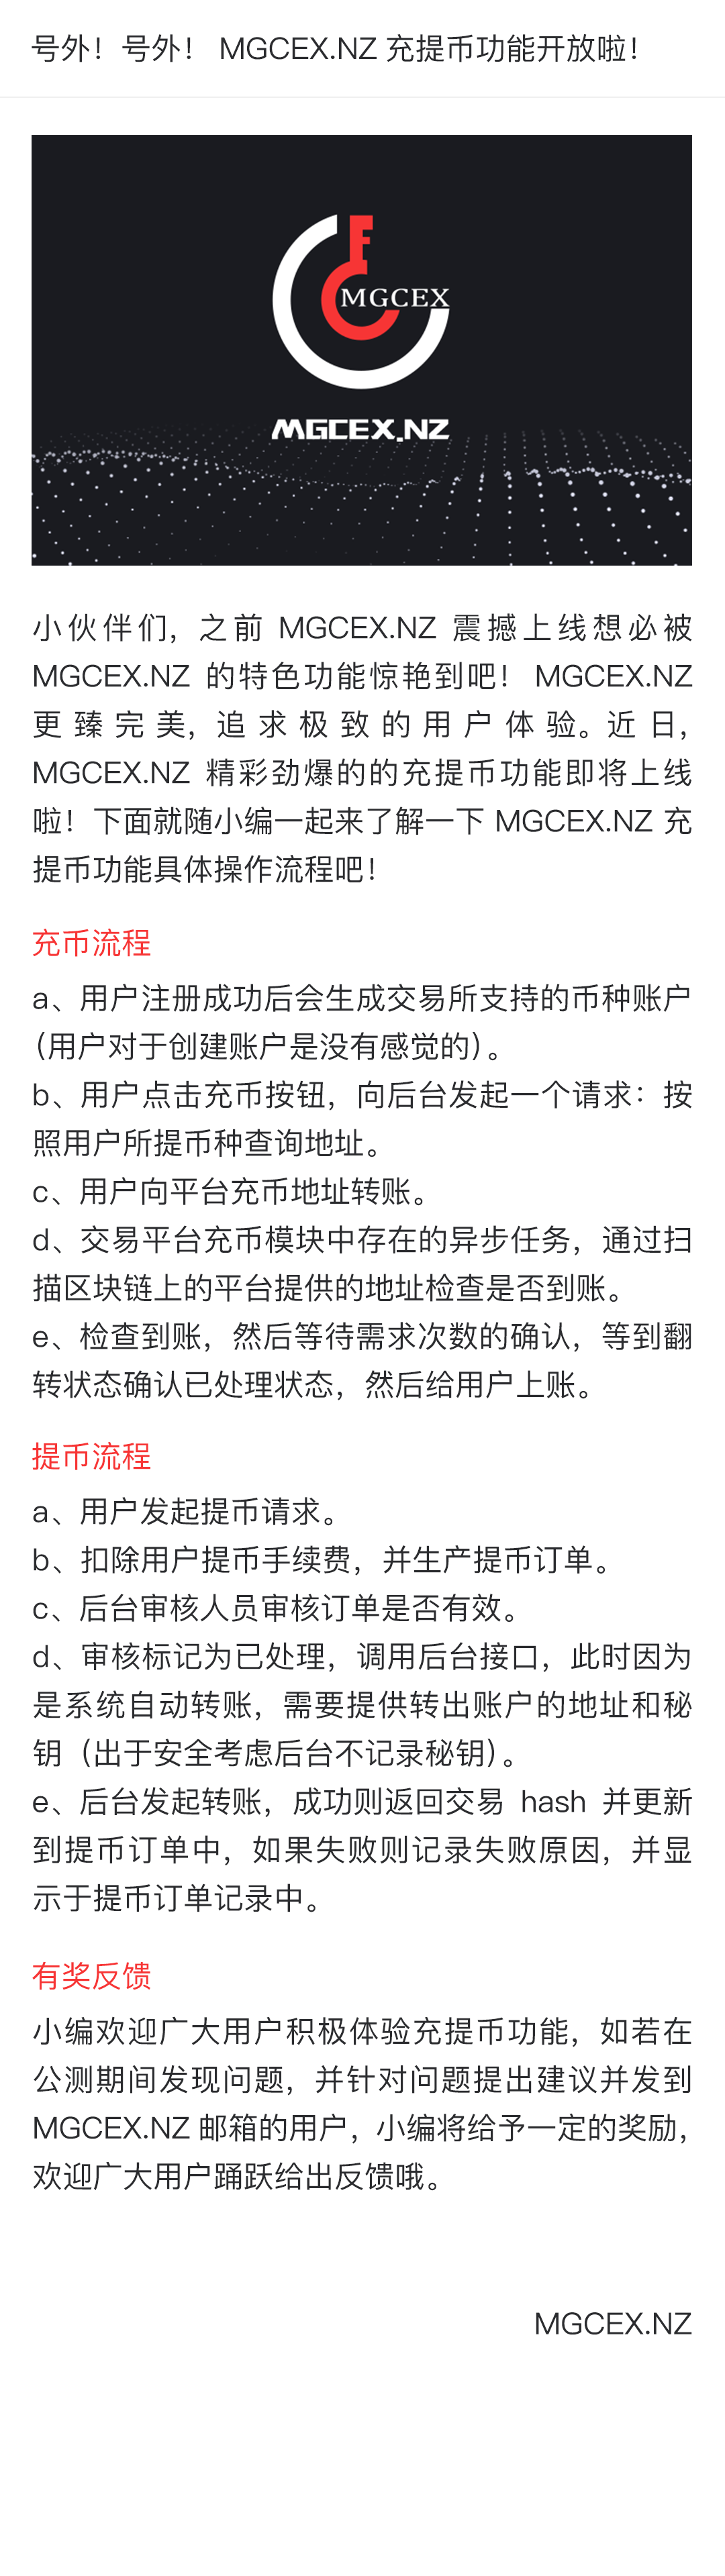 号外！号外！ MGCEX.NZ 充提币功能开放啦！
MGCEX
MGCEX.NZ
小伙伴们，之前 MGCEX.NZ 震撼上线想必被
MGCEX.NZ 的特色功能惊艳到吧！ MGCEX.NZ
更臻完美，追求极致的用户体验。近日，
MGCEX.NZ 精彩劲爆的的充提币功能即将上线
啦！下面就随小编一起来了解一下 MGCEX.NZ 充
提币功能具体操作流程吧！
充币流程
a、用户注册成功后会生成交易所支持的币种账户
（用户对于创建账户是没有感觉的）。
b、用户点击充币按钮，向后台发起一个请求：按
照用户所提币种查询地址。
c、用户向平台充币地址转账。
d、交易平台充币模块中存在的异步任务，通过扫
描区块链上的平台提供的地址检查是否到账。
e、检查到账，然后等待需求次数的确认，等到翻
转状态确认已处理状态，然后给用户上账。
提币流程
a、用户发起提币请求。
b、扣除用户提币手续费，并生产提币订单。
c、后台审核人员审核订单是否有效。
d、审核标记为已处理，调用后台接口，此时因为
是系统自动转账，需要提供转出账户的地址和秘
钥（出于安全考虑后台不记录秘钥）。
e、后台发起转账，成功则返回交易 hash 并更新
到提币订单中，如果失败则记录失败原因，并显
示于提币订单记录中。
有奖反馈
小编欢迎广大用户积极体验充提币功能，如若在
公测期间发现问题，并针对问题提出建议并发到
MGCEX.NZ 邮箱的用户，小编将给予一定的奖励，
欢迎广大用户踊跃给出反馈哦。
MGCEX.NZ